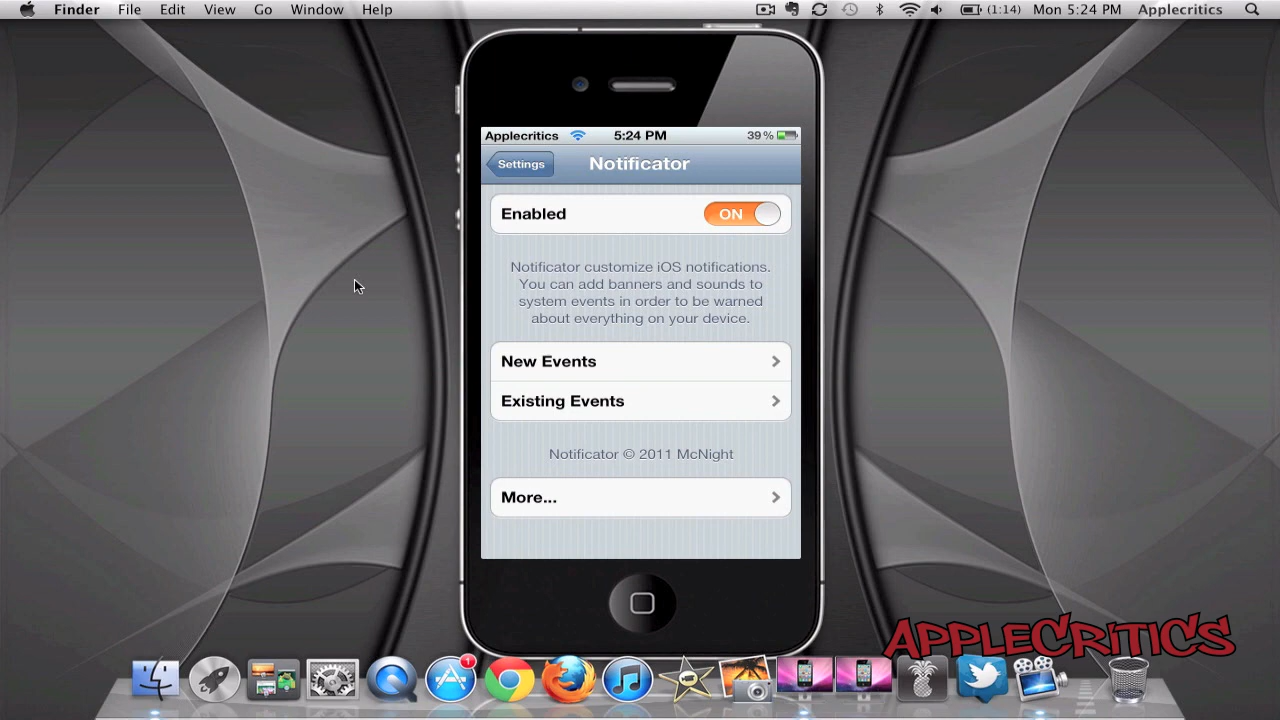 Finder File Edit View Go Window Help (1:14) Mon 5:24 PM Applecritics
Applecritics 5:24 PM 39%
Settings Notificator
Enabled ON
Notificator customize iOS notifications.
You can add banners and sounds to
system events in order to be warned
about everything on your device.
New Events
Existing Events
Notificator © 2011 McNight
More...
APPLECRITICS
1